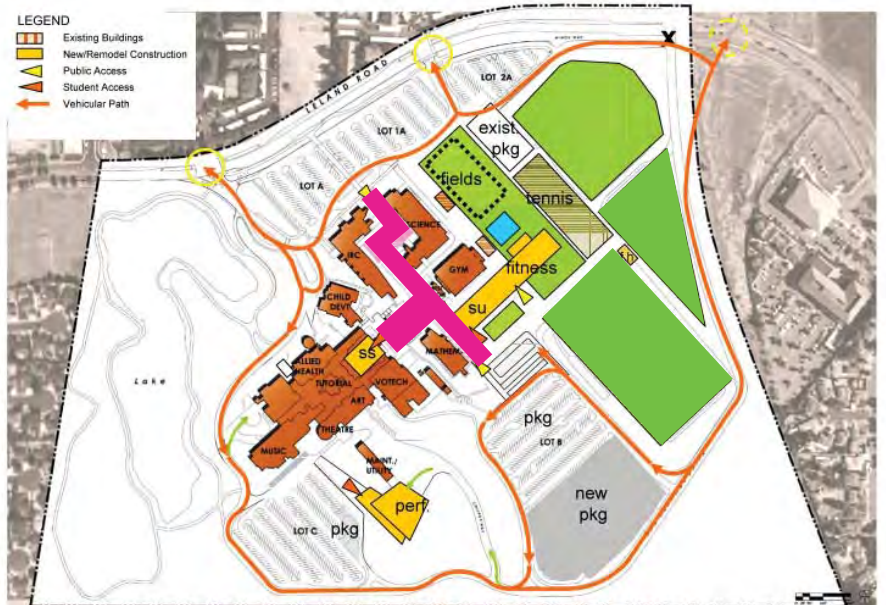 LEGEND
Existing Buildings
New/Remodel Construction
Public Access
Student Access
Vehicular Path
X
LELAND ROAD
LOT 2A
LOT 1A
LOT A
exist.
pkg
fields
tennis
SCIENCE
LRC
GYM
fitness
su
CHILD
DEVT
ss
MATHEM.
ALLIED
HEALTH
TUTORIAL
VOTECH
ART
THEATRE
MUSIC
Lake
MAINT./
UTILITY
pkg
LOT B
new
pkg
perf.
LOT C
pkg